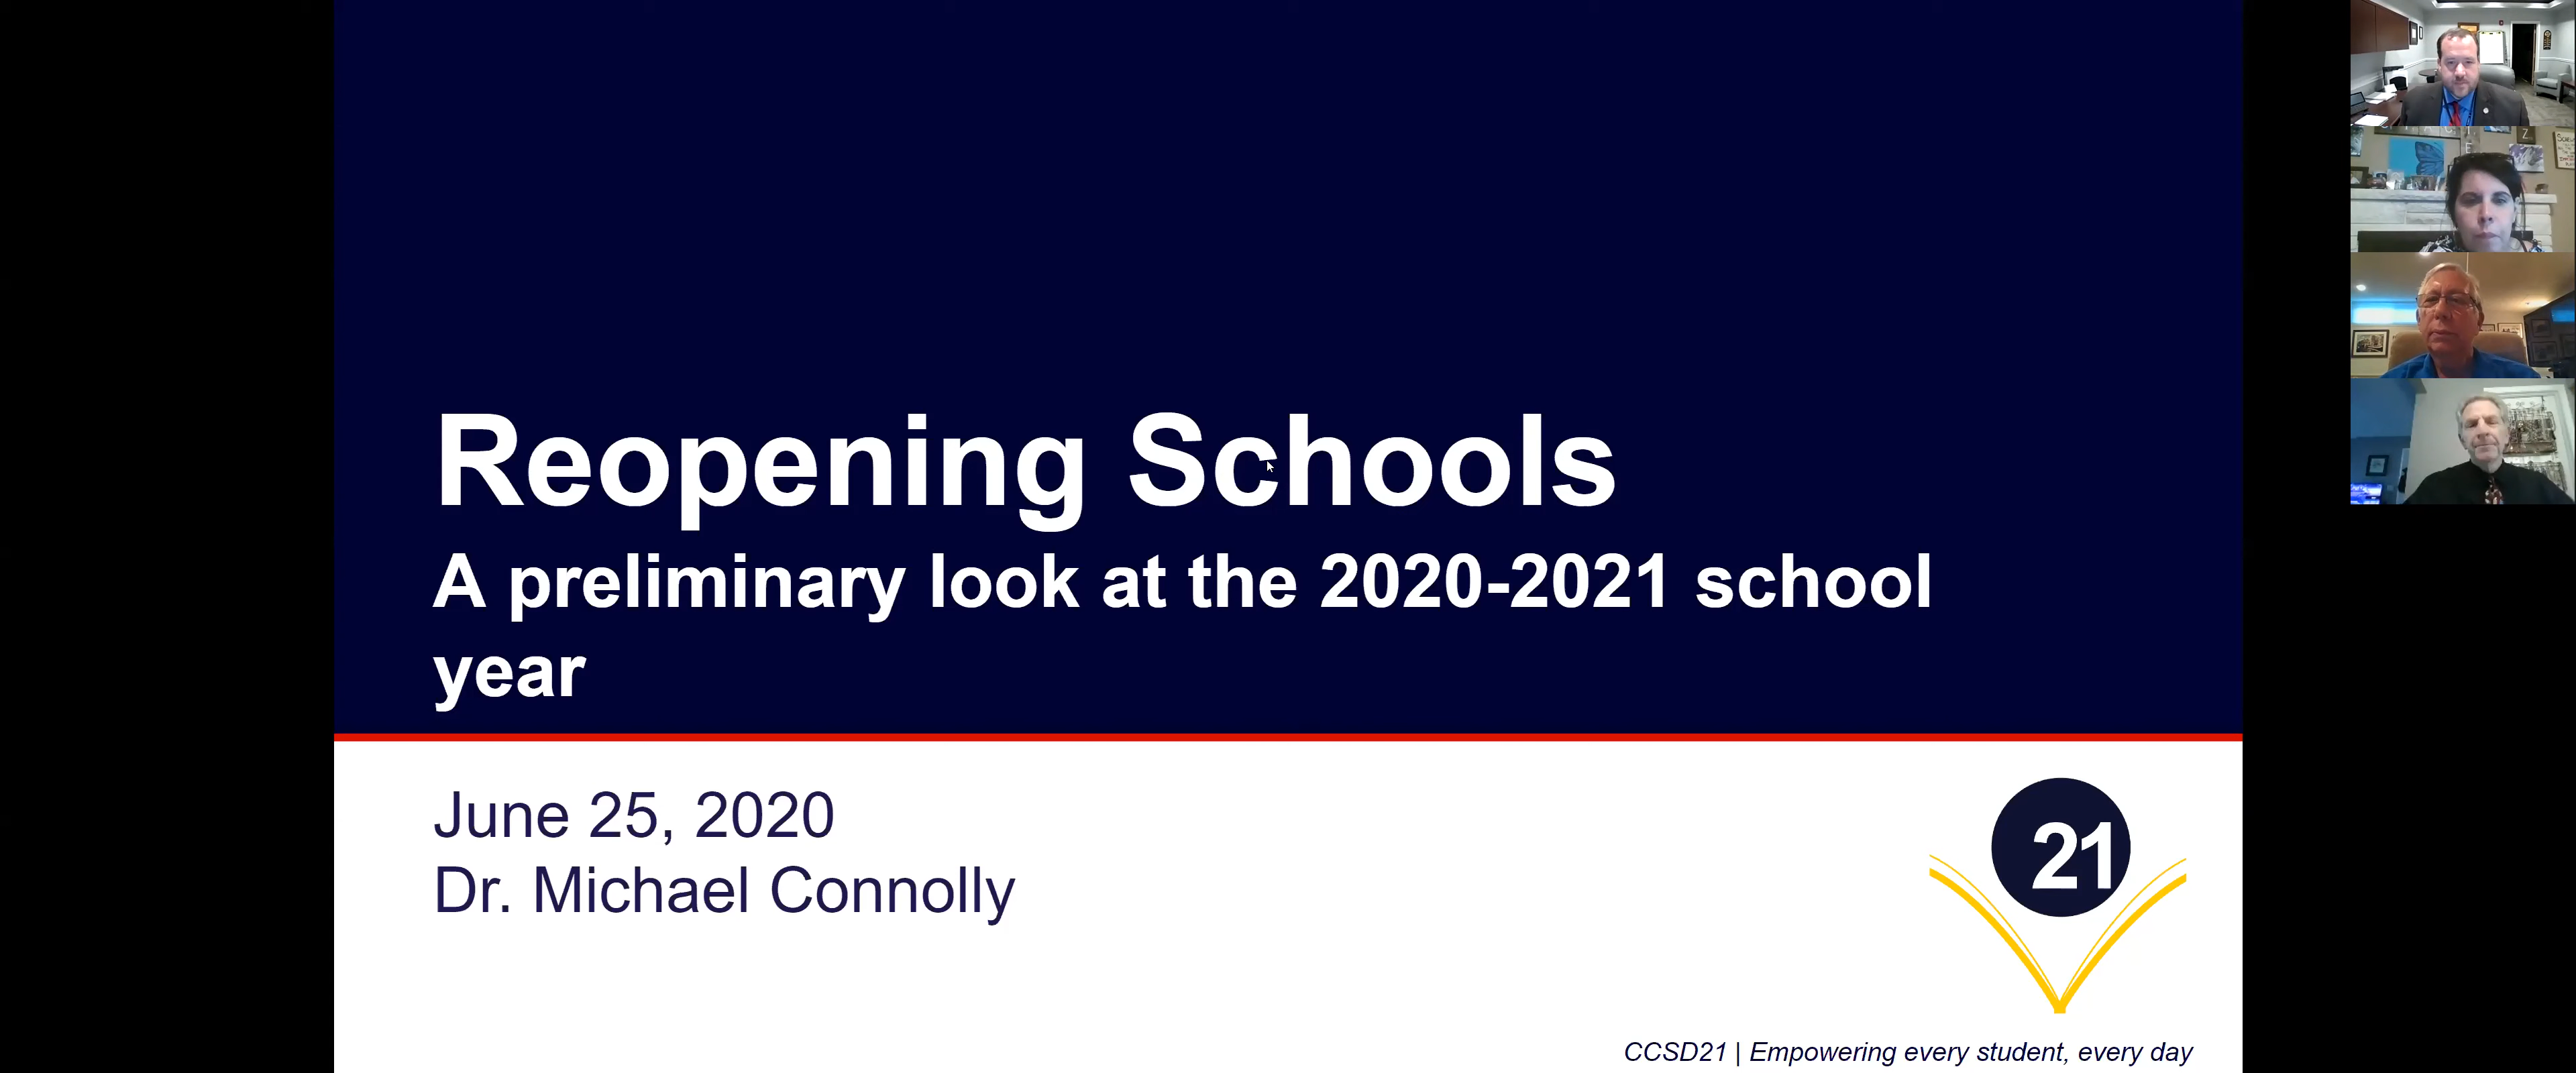 Reopening Schools
A preliminary look at the 2020-2021 school
year
June 25, 2020
Dr. Michael Connolly
21
CCSD21 | Empowering every student, every day